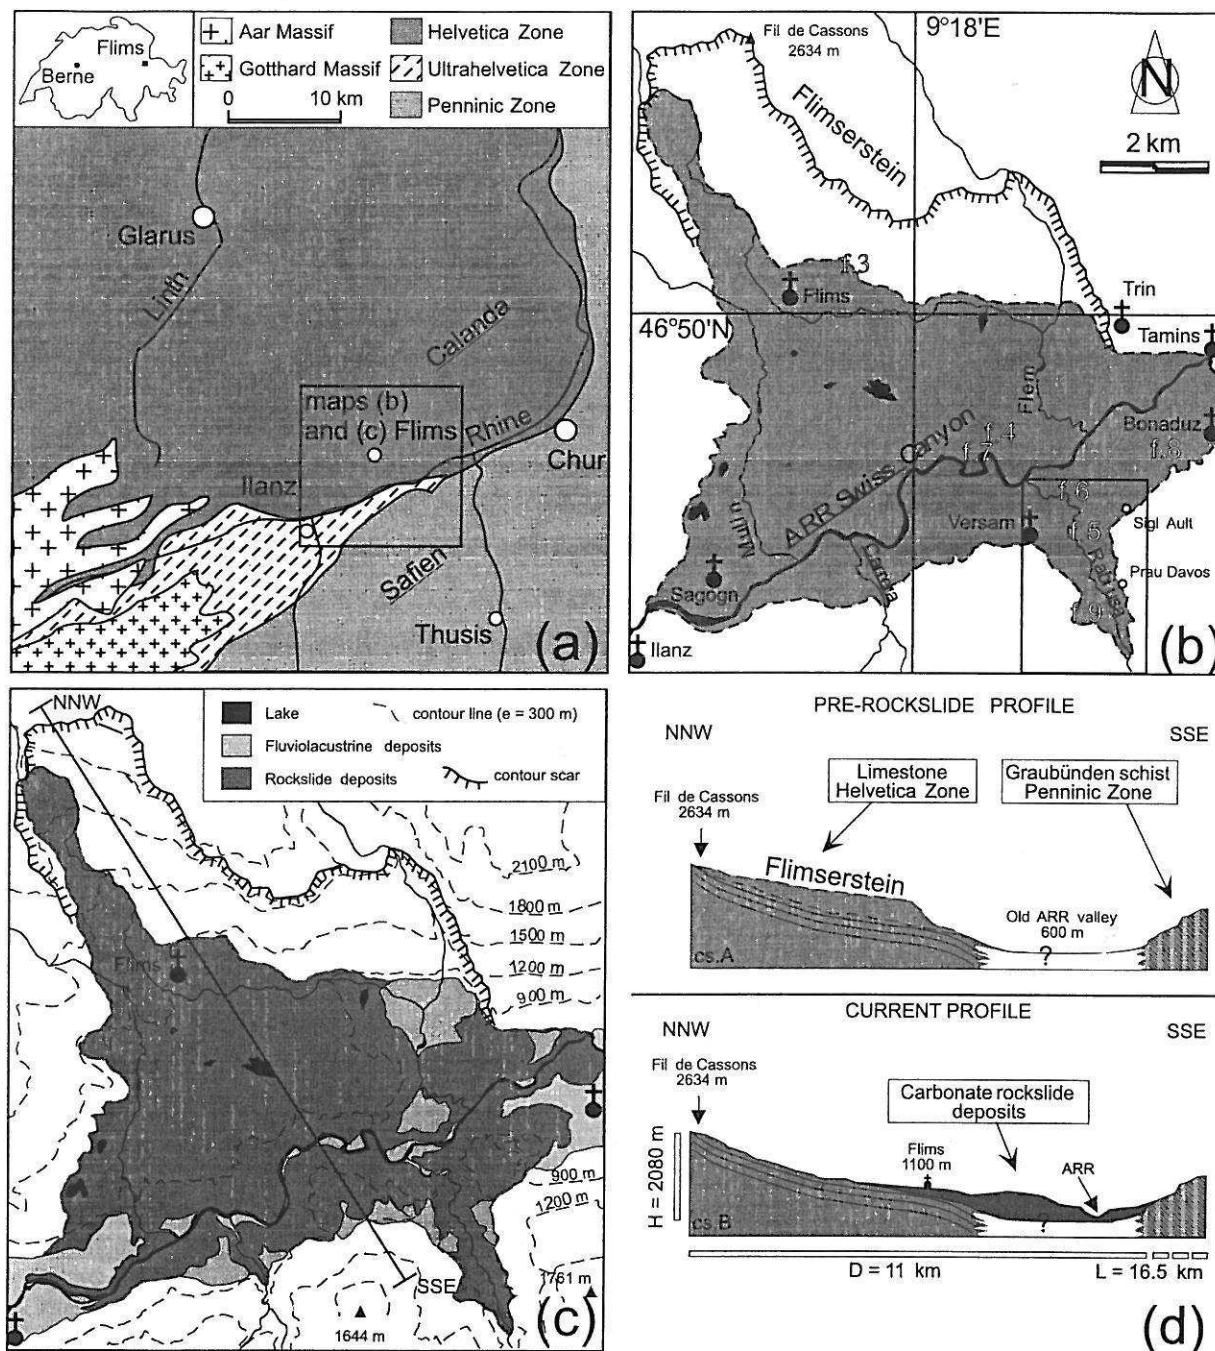 Flims
Berne
Aar Massif
Gotthard Massif
0 10 km
Helvetica Zone
Ultrahelvetica Zone
Penninic Zone
Glarus
Linth
Calanda
maps (b)
and (c) Flims
Rhine
Chur
Ilanz
Safien
Thusis
(a)
Fil de Cassons
2634 m
9°18'E
N
2 km
Flimserstein
f.3
Flims
Trin
46°50'N
Tamins
Flem
Bonaduz
f.8
f.4
f.7
ARR Swiss Canyon
f.6
Versam
f.5
Sigl Ault
Prau Davos
f.9
Sagogn
Ilanz
(b)
NNW
Lake
Fluviolacustrine deposits
Rockslide deposits
contour line (e = 300 m)
contour scar
2100 m
1800 m
1500 m
1200 m
900 m
Flims
900 m
1200 m
SSE
1761 m
1644 m
(c)
PRE-ROCKSLIDE PROFILE
NNW
SSE
Limestone
Helvetica Zone
Graubünden schist
Penninic Zone
Fil de Cassons
2634 m
Flimserstein
Old ARR valley
600 m
?
cs.A
CURRENT PROFILE
NNW
SSE
Fil de Cassons
2634 m
Carbonate rockslide
deposits
Flims
1100 m
ARR
H = 2080 m
cs.B
?
D = 11 km
L = 16.5 km
(d)